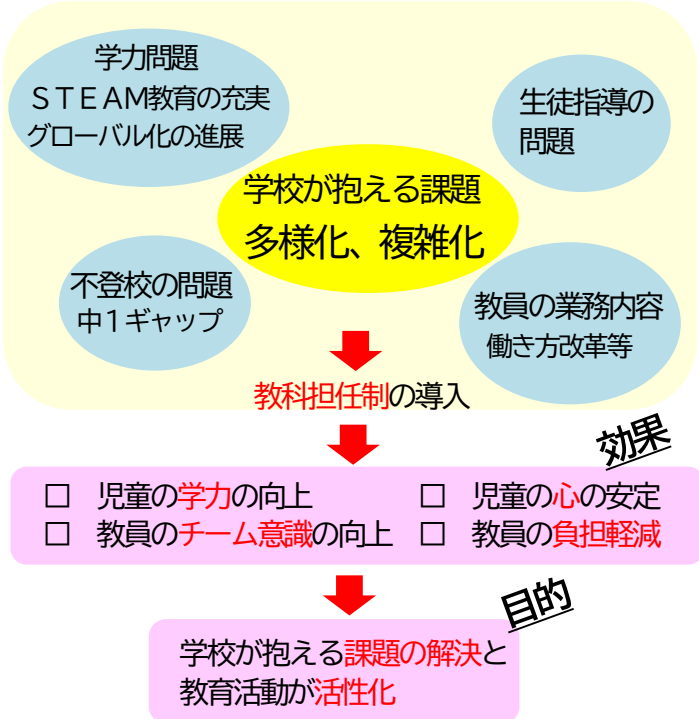 学力問題
ＳＴＥＡＭ教育の充実
グローバル化の進展
生徒指導の
問題
学校が抱える課題
多様化、複雑化
不登校の問題
中１ギャップ
教員の業務内容
働き方改革等
教科担任制の導入
効果
□ 児童の学力の向上
□ 児童の心の安定
□ 教員のチーム意識の向上
□ 教員の負担軽減
目的
学校が抱える課題の解決と
教育活動が活性化